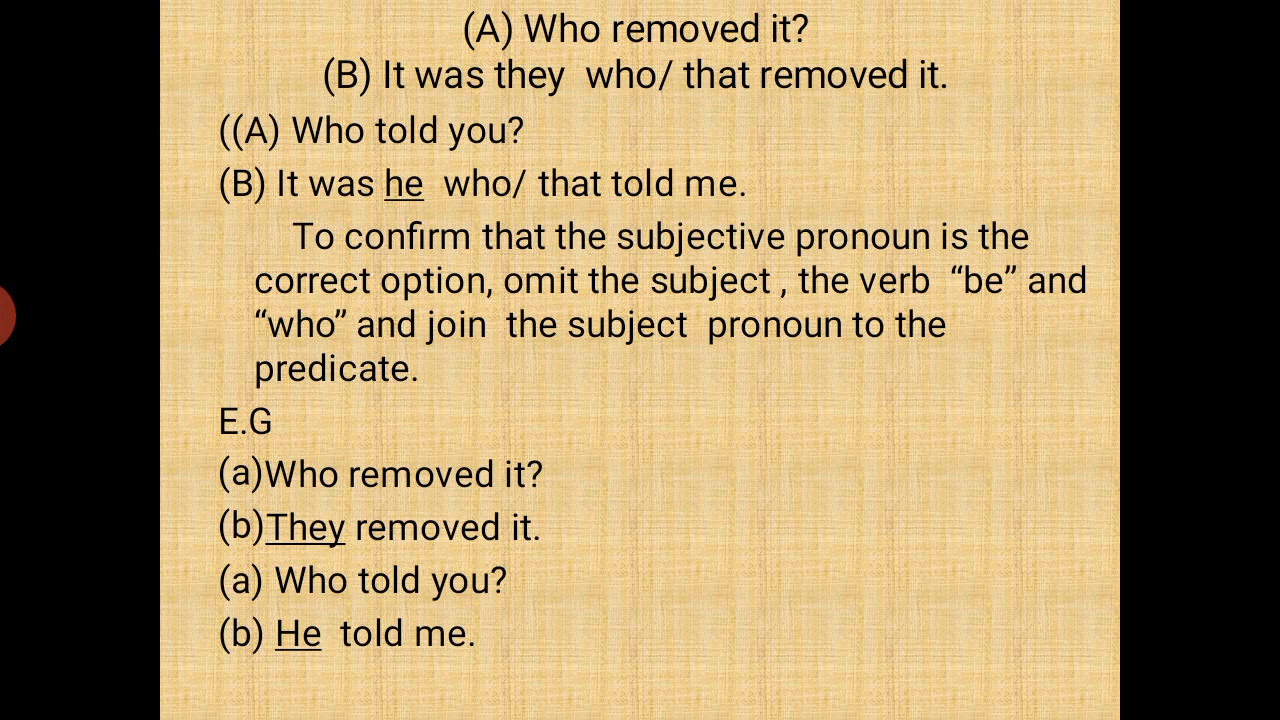 (A) Who removed it?
(B) It was they who/ that removed it.
((A) Who told you?
(B) It was he who/ that told me.
To confirm that the subjective pronoun is the
correct option, omit the subject , the verb “be” and
“who” and join the subject pronoun to the
predicate.
E.G
(a)Who removed it?
(b)They removed it.
(a) Who told you?
(b) He told me.